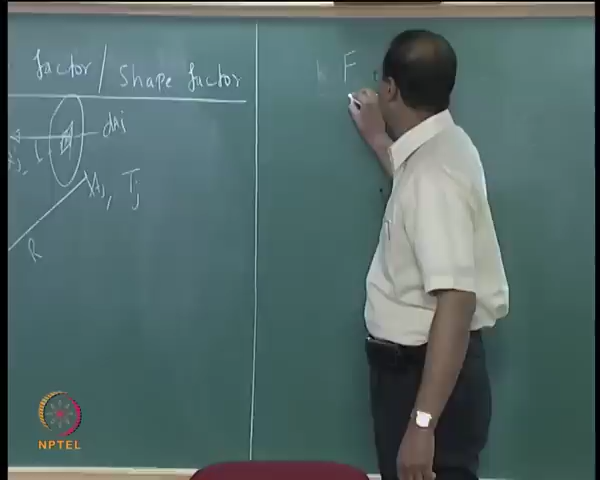 factor / Shape factor
dAi
Aj, Tj
R
F
NPTEL